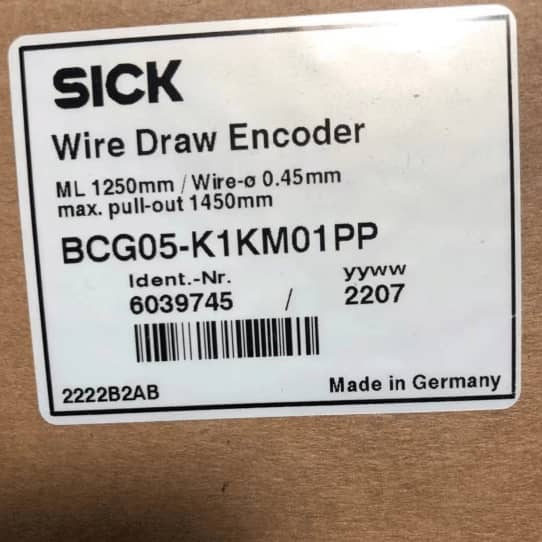 SICK
Wire Draw Encoder
ML 1250mm / Wire-ø 0.45mm
max. pull-out 1450mm
BCG05-K1KM01PP
Ident.-Nr. yyww
6039745 / 2207
2222B2AB Made in Germany